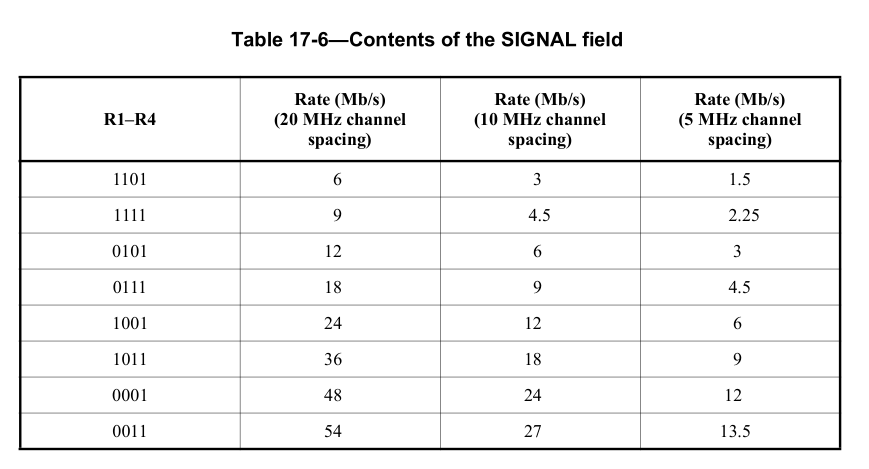 Table 17-6—Contents of the SIGNAL field
R1–R4 Rate (Mb/s) (20 MHz channel spacing) Rate (Mb/s) (10 MHz channel spacing) Rate (Mb/s) (5 MHz channel spacing)
1101 6 3 1.5
1111 9 4.5 2.25
0101 12 6 3
0111 18 9 4.5
1001 24 12 6
1011 36 18 9
0001 48 24 12
0011 54 27 13.5